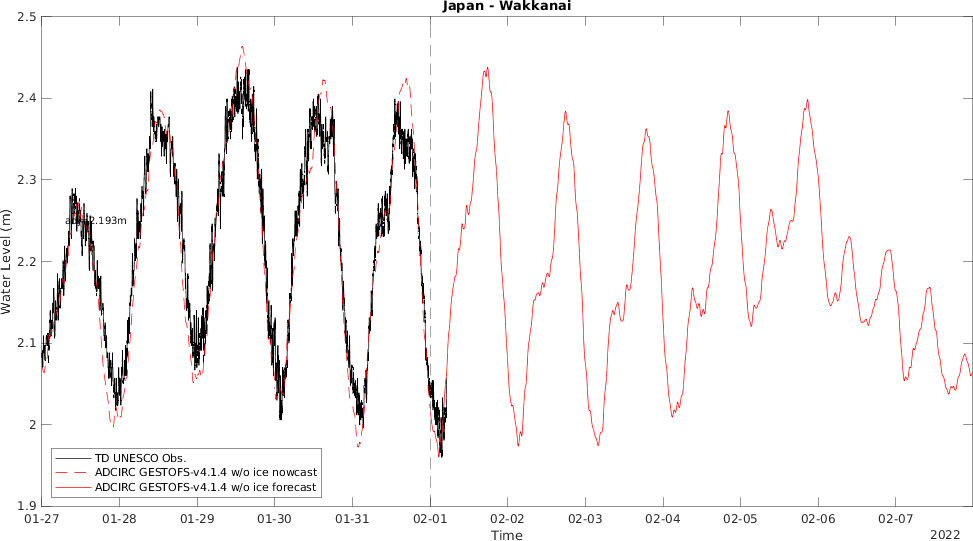 Japan - Wakkanai
2.5
2.4
2.3
2.2
2.1
2
1.9
Water Level (m)
2.193m
TD UNESCO Obs.
ADCIRC GESTOFS-v4.1.4 w/o ice nowcast
ADCIRC GESTOFS-v4.1.4 w/o ice forecast
01-27 01-28 01-29 01-30 01-31 02-01 02-02 02-03 02-04 02-05 02-06 02-07
Time
2022